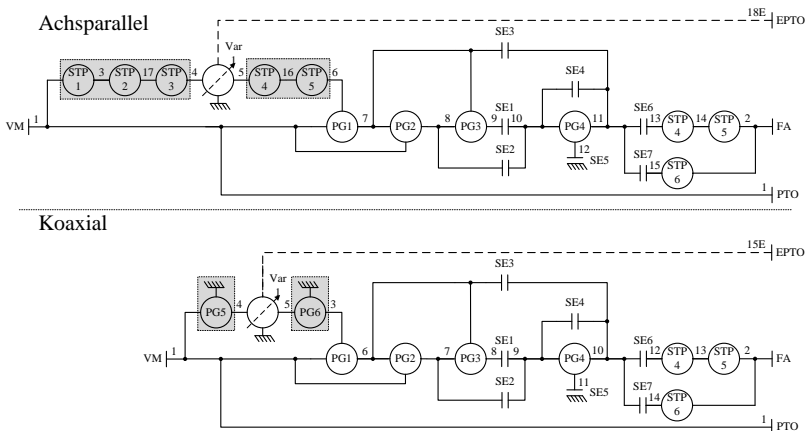 Achsparallel
18E
EPTO
SE3
Var
STP
1
3
STP
2
17
STP
3
4
5
STP
4
16
STP
5
6
SE4
VM
1
PG1
7
PG2
8
PG3
9
SE1
10
PG4
11
SE6
13
STP
4
14
STP
5
2
FA
SE2
12
SE5
SE7
15
STP
6
1
PTO
Koaxial
15E
EPTO
SE3
Var
PG5
4
5
PG6
3
SE4
VM
1
PG1
6
PG2
7
PG3
8
SE1
9
PG4
10
SE6
12
STP
4
13
STP
5
2
FA
SE2
11
SE5
SE7
14
STP
6
1
PTO